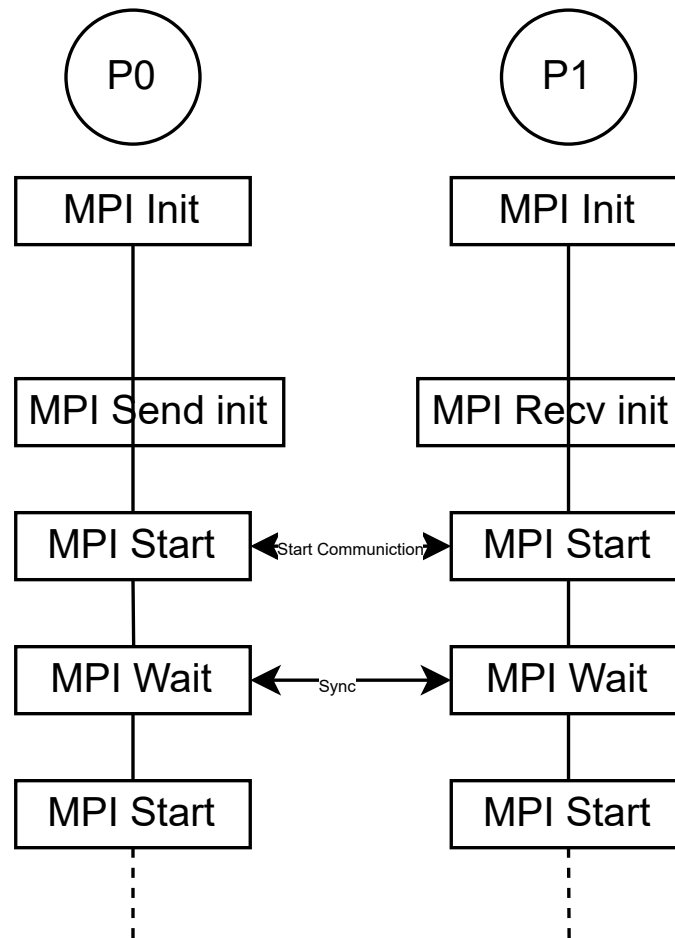 P0
P1
MPI Init
MPI Init
MPI Send init
MPI Recv init
MPI Start
Start Communiction
MPI Start
MPI Wait
Sync
MPI Wait
MPI Start
MPI Start